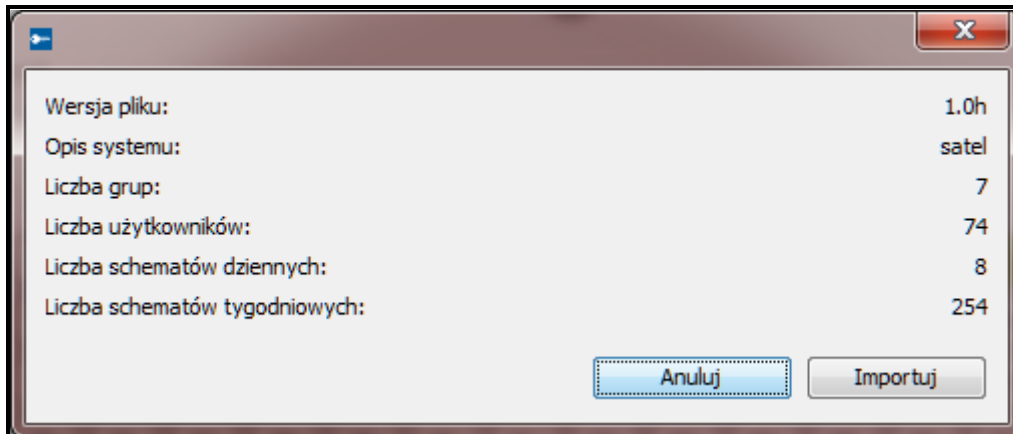 Wersja pliku: 1.0h
Opis systemu: satel
Liczba grup: 7
Liczba użytkowników: 74
Liczba schematów dziennych: 8
Liczba schematów tygodniowych: 254
Anuluj Importuj